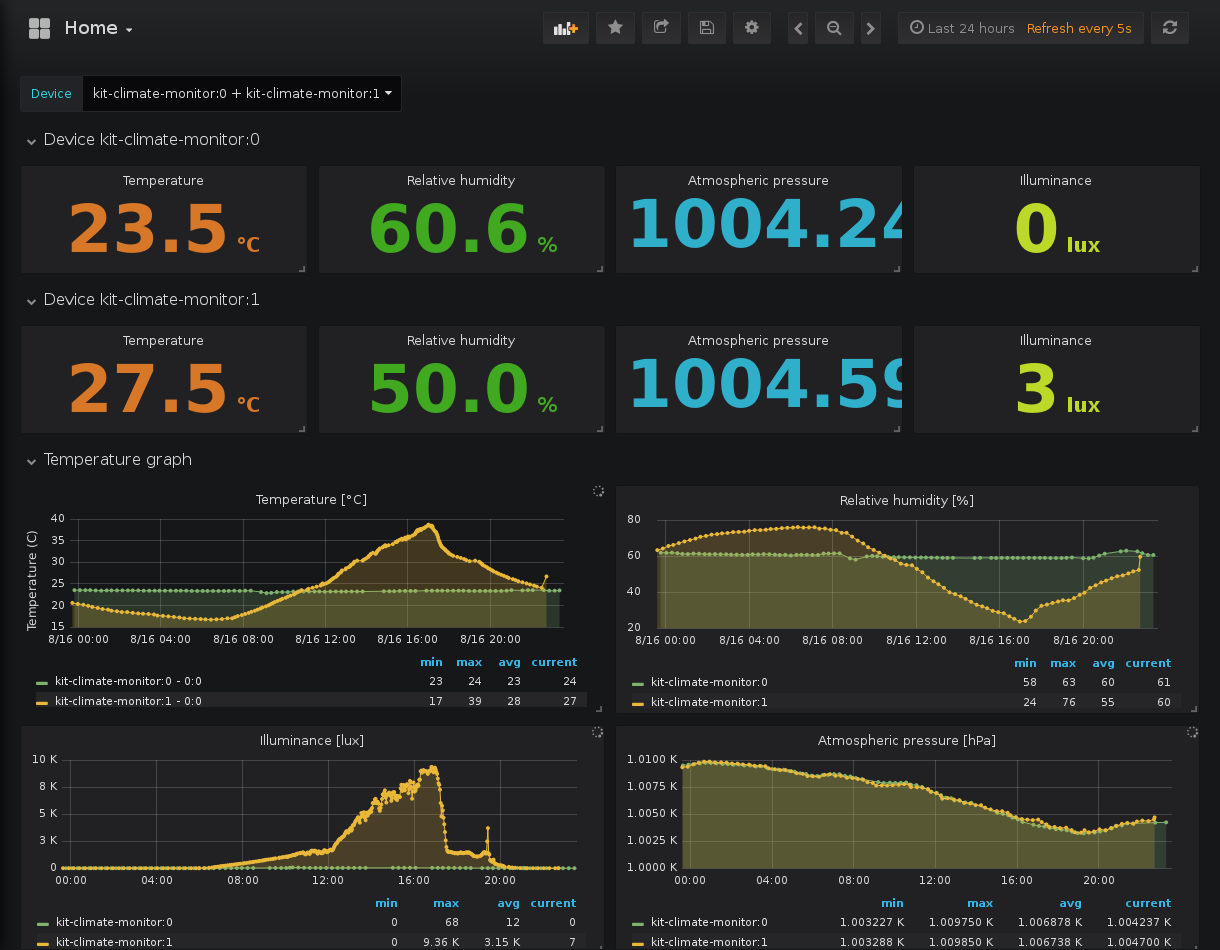 Home
Last 24 hours Refresh every 5s
Device kit-climate-monitor:0 + kit-climate-monitor:1
Device kit-climate-monitor:0
Temperature Relative humidity Atmospheric pressure Illuminance
23.5 °C 60.6 % 1004.24 0 lux
Device kit-climate-monitor:1
Temperature Relative humidity Atmospheric pressure Illuminance
27.5 °C 50.0 % 1004.59 3 lux
Temperature graph
Temperature [°C]
Temperature (C)
40
35
30
25
20
15
8/16 00:00 8/16 04:00 8/16 08:00 8/16 12:00 8/16 16:00 8/16 20:00
min max avg current
kit-climate-monitor:0 - 0:0 23 24 23 24
kit-climate-monitor:1 - 0:0 17 39 28 27
Relative humidity [%]
80
60
40
20
8/16 00:00 8/16 04:00 8/16 08:00 8/16 12:00 8/16 16:00 8/16 20:00
min max avg current
kit-climate-monitor:0 58 63 60 61
kit-climate-monitor:1 24 76 55 60
Illuminance [lux]
10 K
8 K
5 K
3 K
0
00:00 04:00 08:00 12:00 16:00 20:00
min max avg current
kit-climate-monitor:0 0 68 12 0
kit-climate-monitor:1 0 9.36 K 3.15 K 7
Atmospheric pressure [hPa]
1.0100 K
1.0075 K
1.0050 K
1.0025 K
1.0000 K
00:00 04:00 08:00 12:00 16:00 20:00
min max avg current
kit-climate-monitor:0 1.003227 K 1.009750 K 1.006878 K 1.004237 K
kit-climate-monitor:1 1.003288 K 1.009850 K 1.006738 K 1.004700 K